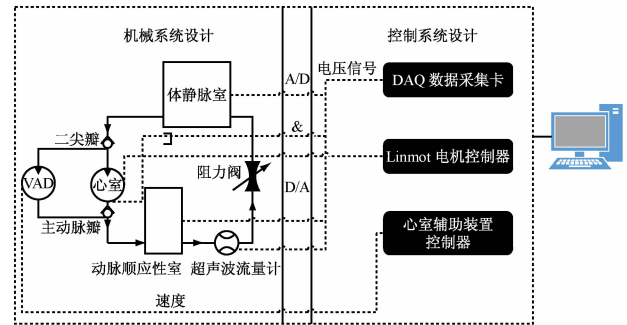 机械系统设计
控制系统设计
体静脉室
A/D
电压信号
DAQ 数据采集卡
二尖瓣
&
VAD
心室
阻力阀
Linmot 电机控制器
D/A
主动脉瓣
心室辅助装置
控制器
动脉顺应性室
超声波流量计
速度